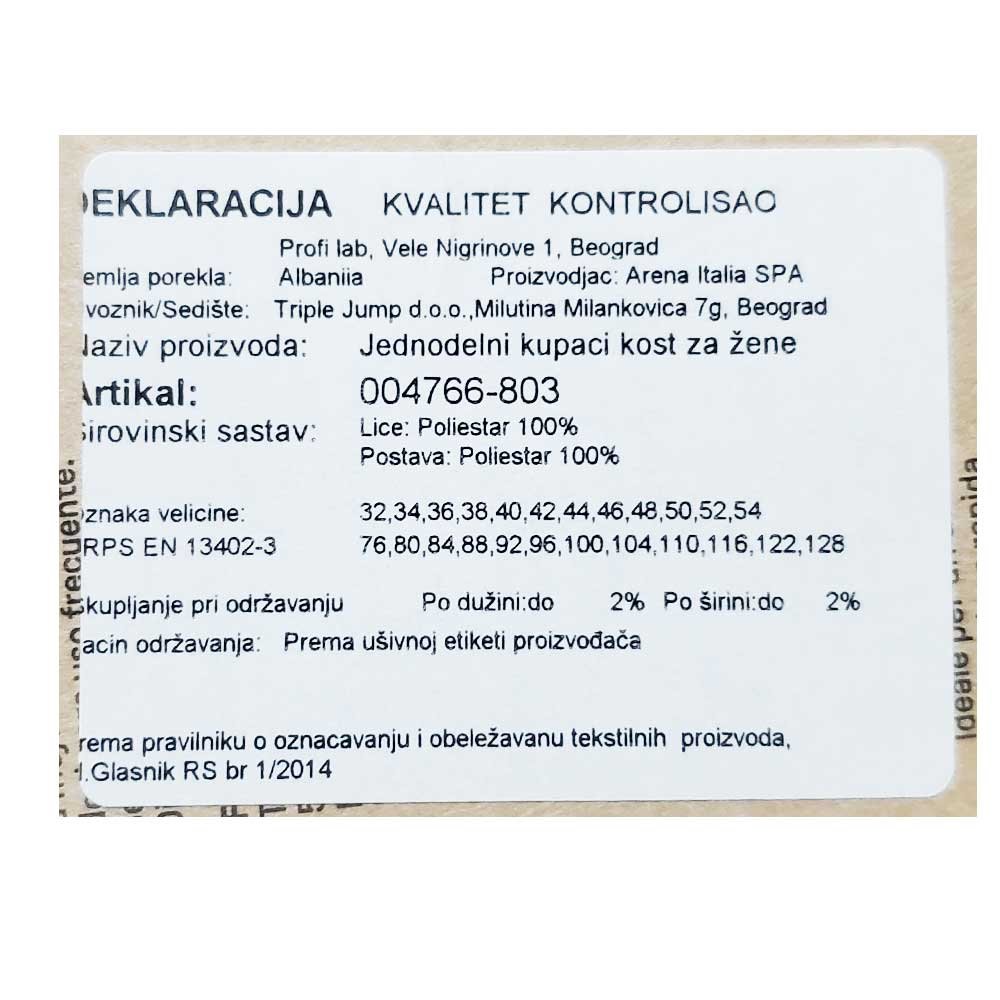 DEKLARACIJA KVALITET KONTROLISAO
Profi lab, Vele Nigrinove 1, Beograd
emlja porekla: Albaniia Proizvodjac: Arena Italia SPA
voznik/Sedište: Triple Jump d.o.o.,Milutina Milankovica 7g, Beograd
Naziv proizvoda: Jednodelni kupaci kost za žene
Artikal: 004766-803
Sirovinski sastav: Lice: Poliestar 100%
Postava: Poliestar 100%
znaka velicine: 32,34,36,38,40,42,44,46,48,50,52,54
RPS EN 13402-3 76,80,84,88,92,96,100,104,110,116,122,128
skupljanje pri održavanju Po dužini:do 2% Po širini:do 2%
acin održavanja: Prema ušivnoj etiketi proizvođača
rema pravilniku o oznacavanju i obeležavanu tekstilnih proizvoda,
l.Glasnik RS br 1/2014
uso frecuente.
Ideale per